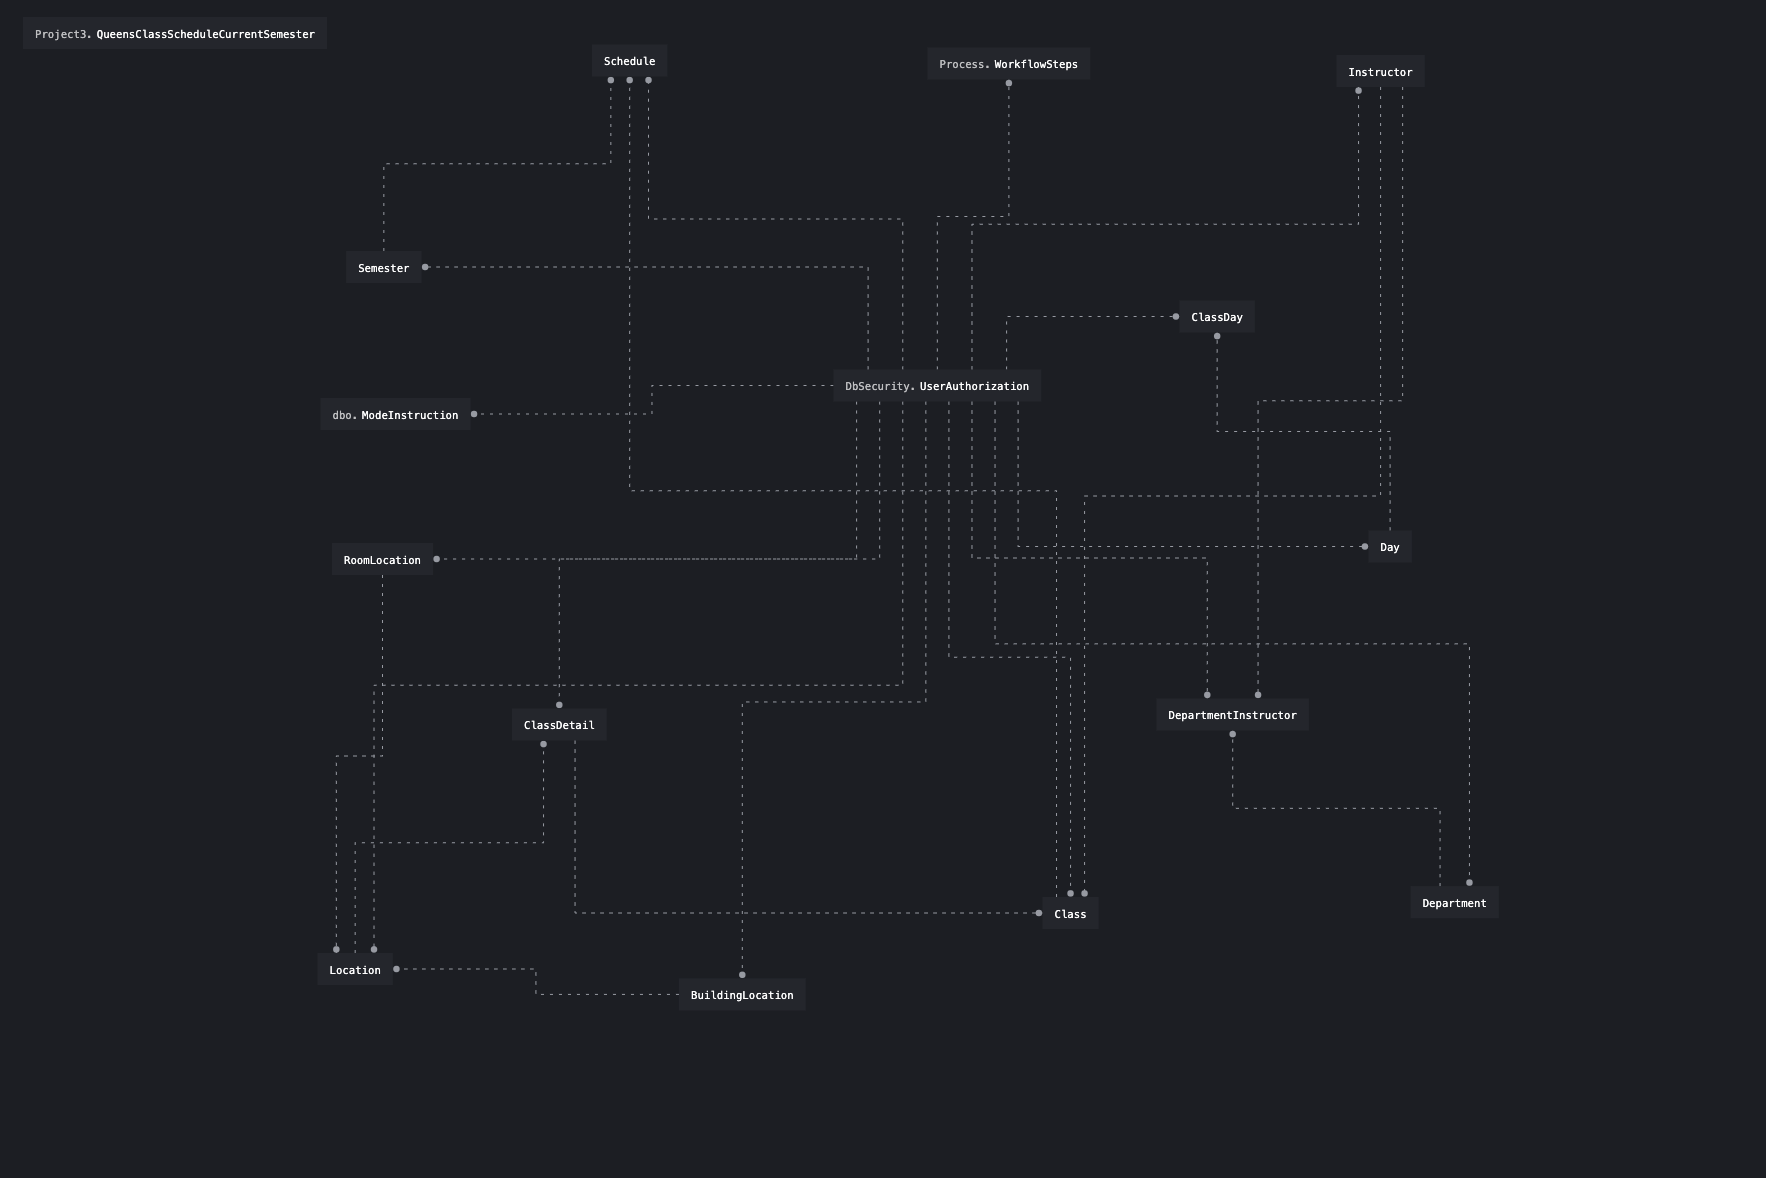 Project3. QueensClassScheduleCurrentSemester
Schedule
Process. WorkflowSteps
Instructor
Semester
ClassDay
DbSecurity. UserAuthorization
dbo. ModeInstruction
RoomLocation
Day
ClassDetail
DepartmentInstructor
Class
Department
Location
BuildingLocation